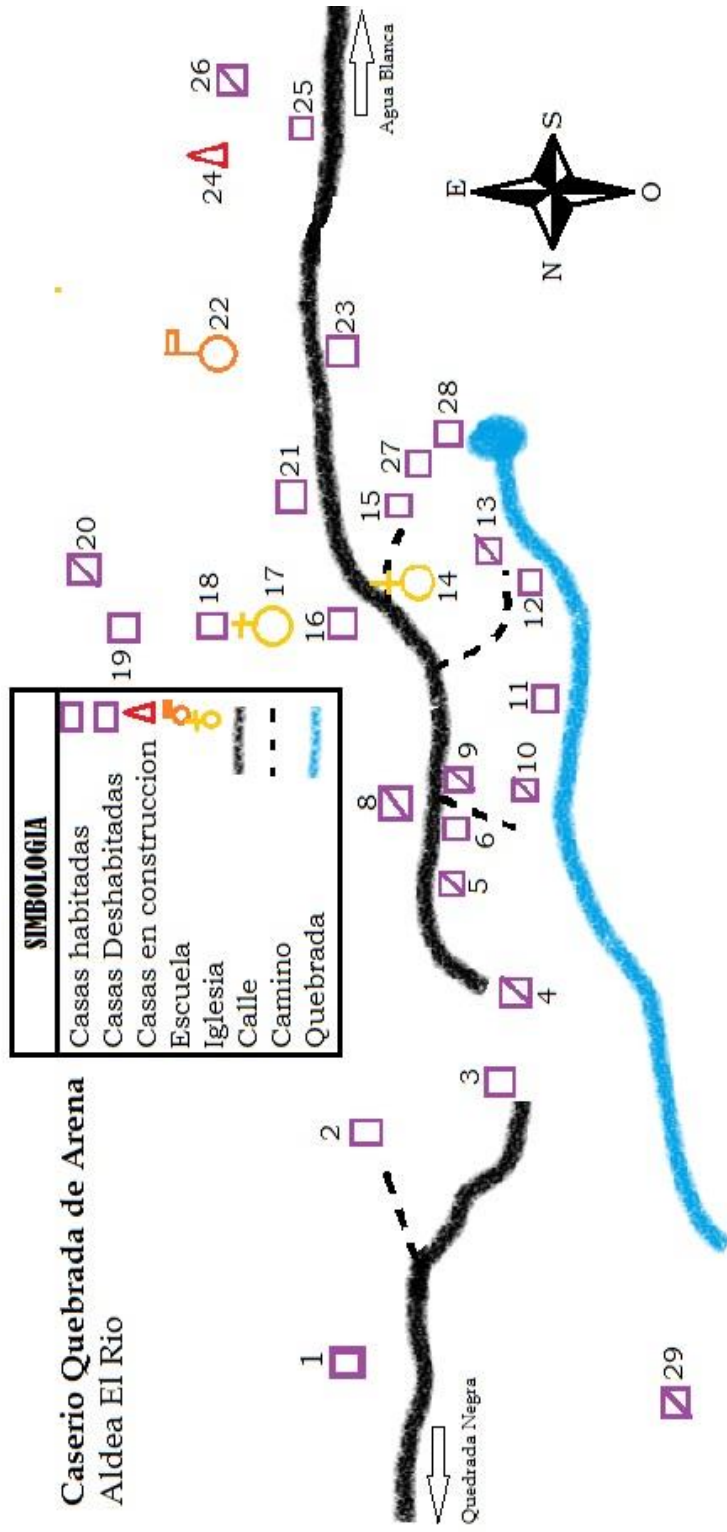 Caserio Quebrada de Arena
Aldea El Rio
SIMBOLOGIA
Casas habitadas
Casas Deshabitadas
Casas en construccion
Escuela
Iglesia
Calle
Camino
Quebrada
1
2
3
4
5
6
8
9
10
11
12
13
14
15
16
17
18
19
20
21
22
23
24
25
26
27
28
29
Quedrada Negra
Agua Blanca
E
N
S
O